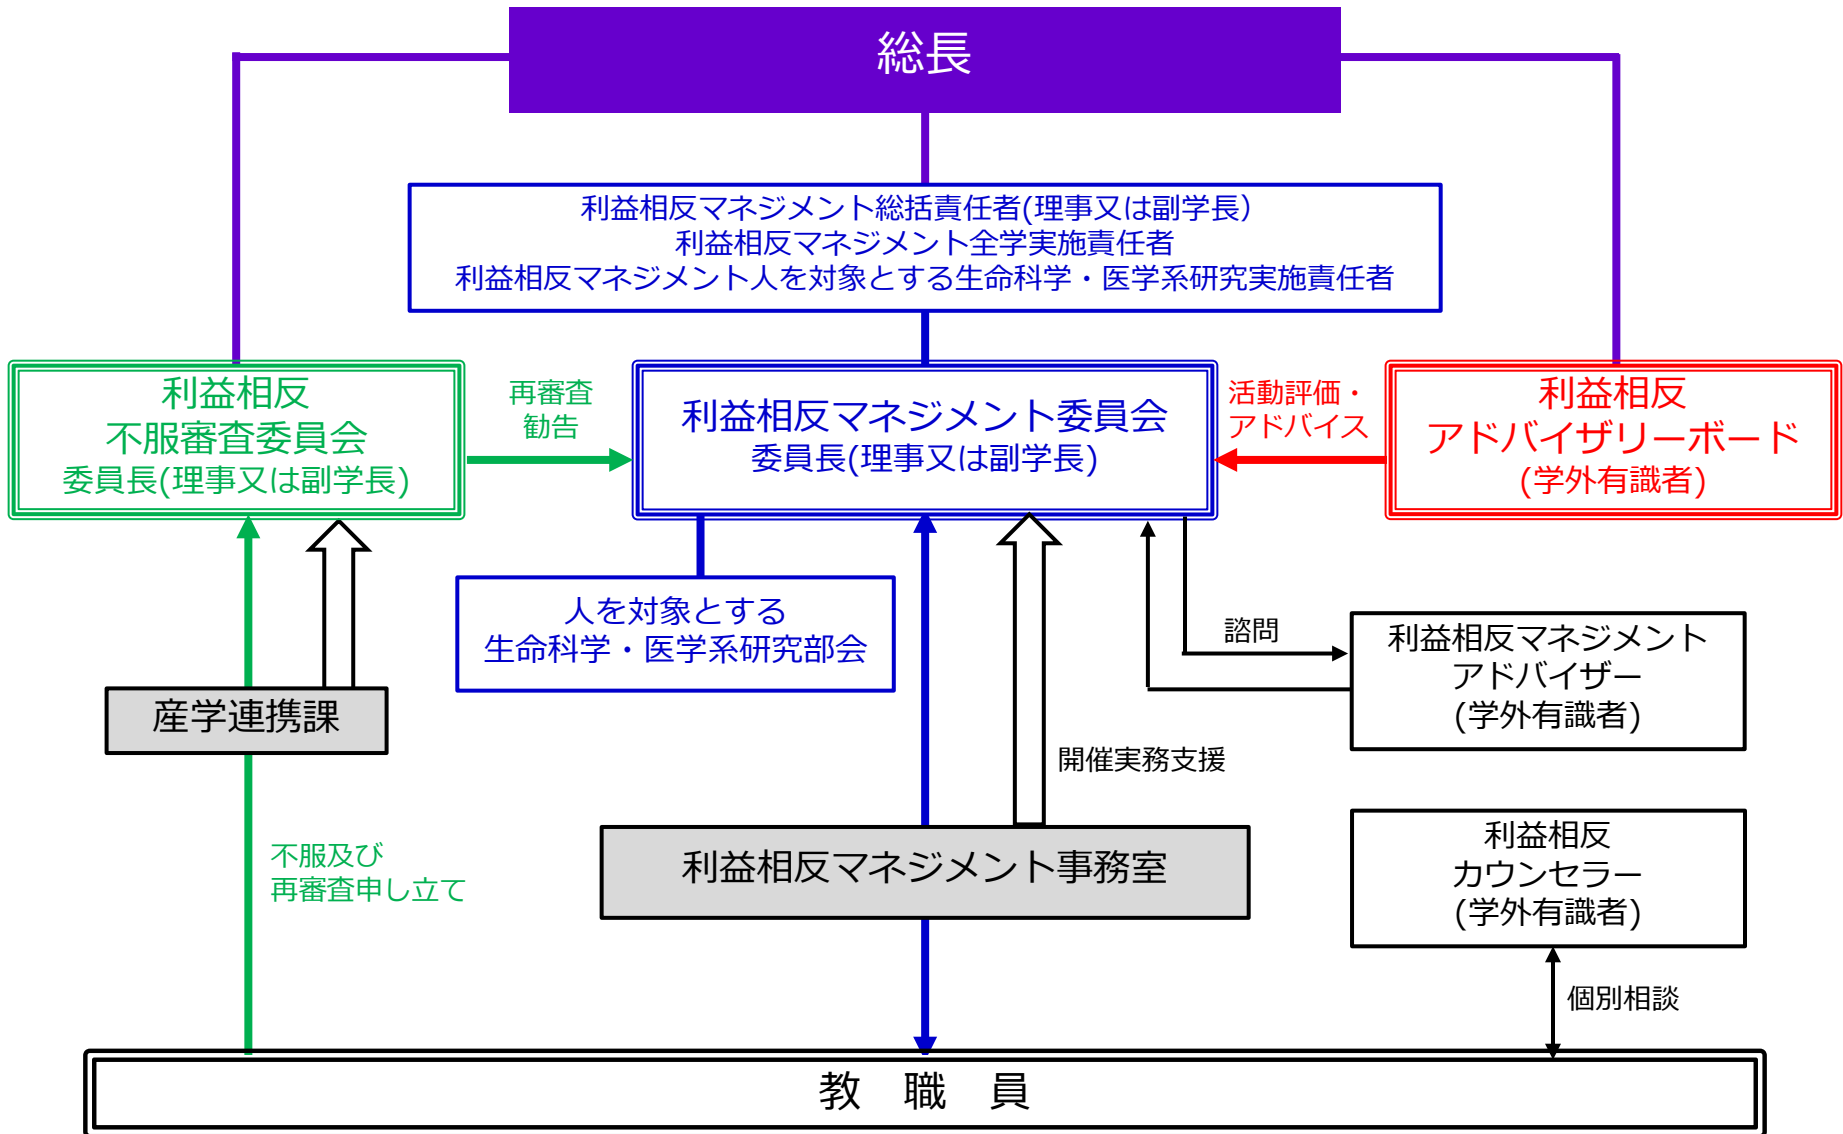 総長
利益相反マネジメント総括責任者(理事又は副学長)
利益相反マネジメント全学実施責任者
利益相反マネジメント人を対象とする生命科学・医学系研究実施責任者
利益相反
不服審査委員会
委員長(理事又は副学長)
再審査
勧告
利益相反マネジメント委員会
委員長(理事又は副学長)
活動評価・
アドバイス
利益相反
アドバイザリーボード
(学外有識者)
人を対象とする
生命科学・医学系研究部会
諮問
利益相反マネジメント
アドバイザー
(学外有識者)
産学連携課
開催実務支援
不服及び
再審査申し立て
利益相反マネジメント事務室
利益相反
カウンセラー
(学外有識者)
個別相談
教　職　員